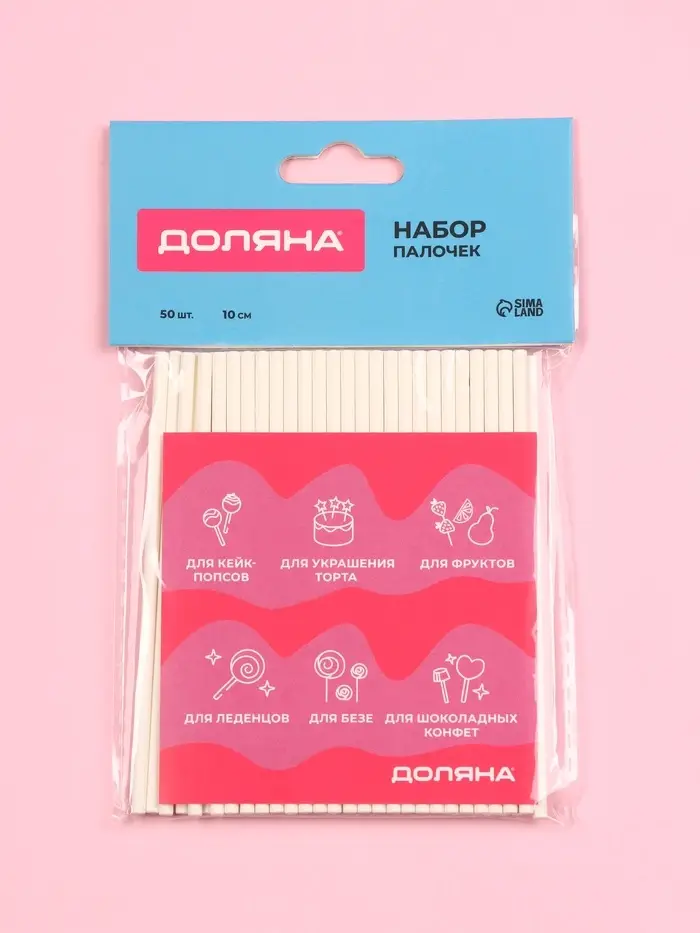 ДОЛЯНА
НАБОР
ПАЛОЧЕК
50 шт.
10 см
SIMA
LAND
ДЛЯ КЕЙК-
ПОПСОВ
ДЛЯ УКРАШЕНИЯ
ТОРТА
ДЛЯ ФРУКТОВ
ДЛЯ ЛЕДЕНЦОВ
ДЛЯ БЕЗЕ
ДЛЯ ШОКОЛАДНЫХ
КОНФЕТ
ДОЛЯНА